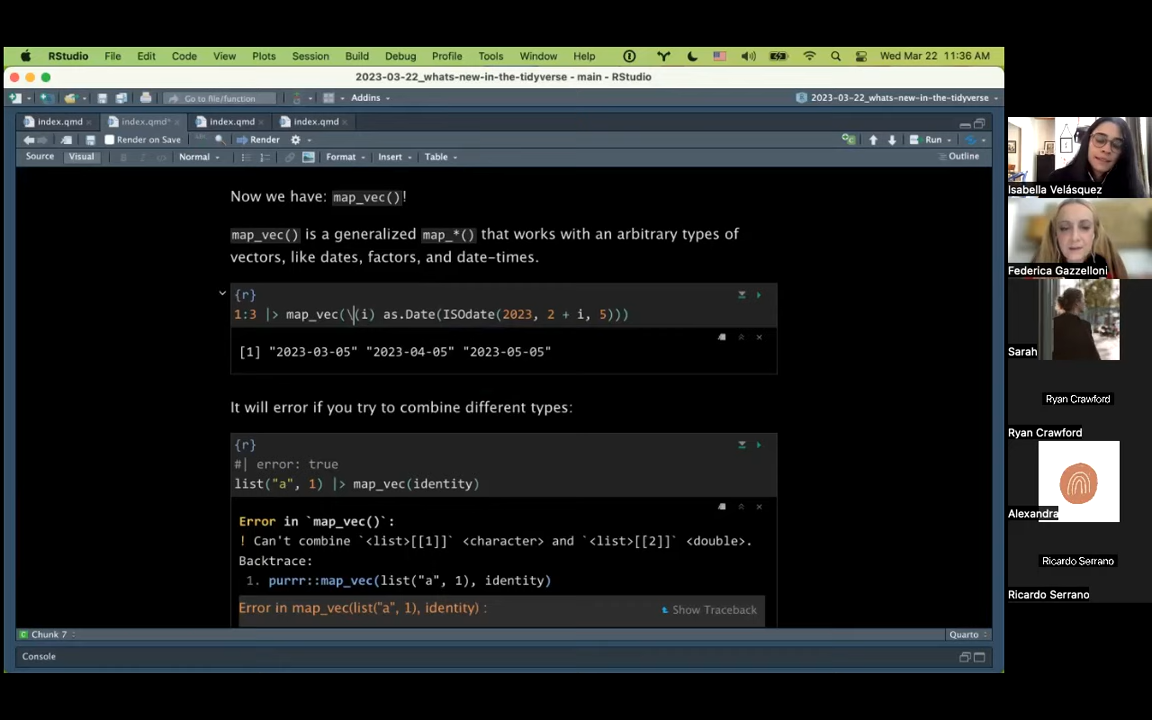 RStudio File Edit Code View Plots Session Build Debug Profile Tools Window Help Wed Mar 22 11:36 AM
2023-03-22_whats-new-in-the-tidyverse - main - RStudio
Go to file/function Addins 2023-03-22_whats-new-in-the-tidyverse
index.qmd index.qmd* index.qmd index.qmd
Render on Save Render Run
Source Visual Normal Format Insert Table Outline
Now we have: map_vec()!
map_vec() is a generalized map_*() that works with an arbitrary types of
vectors, like dates, factors, and date-times.
{r}
1:3 |> map_vec(\(i) as.Date(ISOdate(2023, 2 + i, 5)))
[1] "2023-03-05" "2023-04-05" "2023-05-05"
It will error if you try to combine different types:
{r}
#| error: true
list("a", 1) |> map_vec(identity)
Error in `map_vec()`:
! Can't combine `<list>[[1]]` <character> and `<list>[[2]]` <double>.
Backtrace:
1. purrr::map_vec(list("a", 1), identity)
Error in map_vec(list("a", 1), identity) :
Show Traceback
Chunk 7 Quarto
Console
Isabella Velásquez
Federica Gazzelloni
Sarah
Ryan Crawford
Ryan Crawford
Alexandra
Ricardo Serrano
Ricardo Serrano